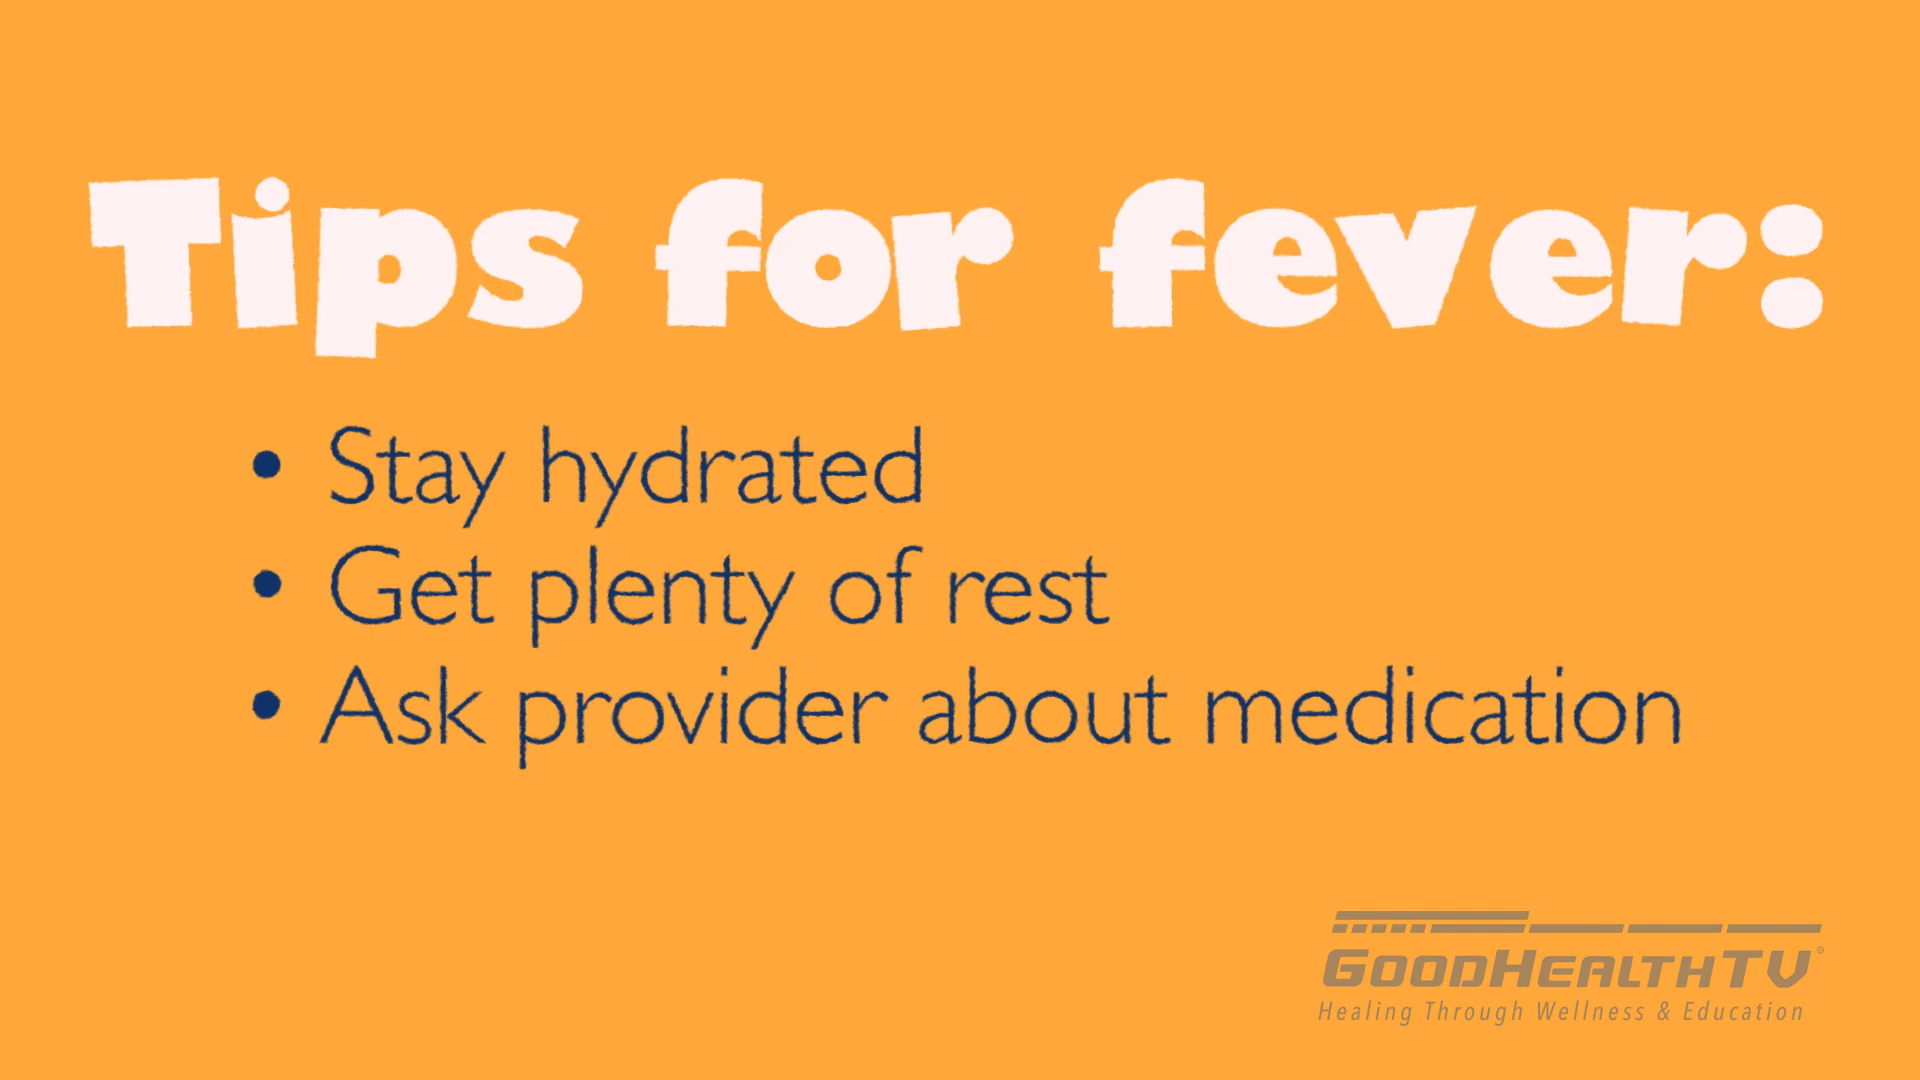 Tips for fever:
• Stay hydrated
• Get plenty of rest
• Ask provider about medication
GOODHEALTHTV®
Healing Through Wellness & Education